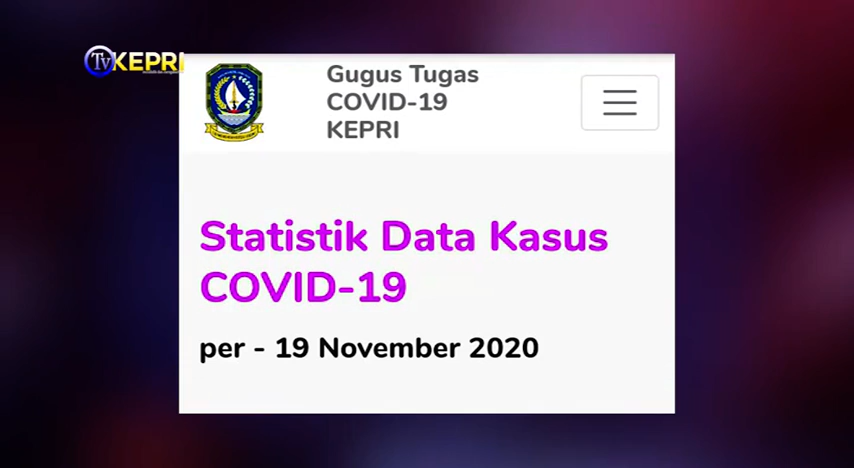 TvKEPRI
Gugus Tugas
COVID-19
KEPRI
Statistik Data Kasus
COVID-19
per - 19 November 2020